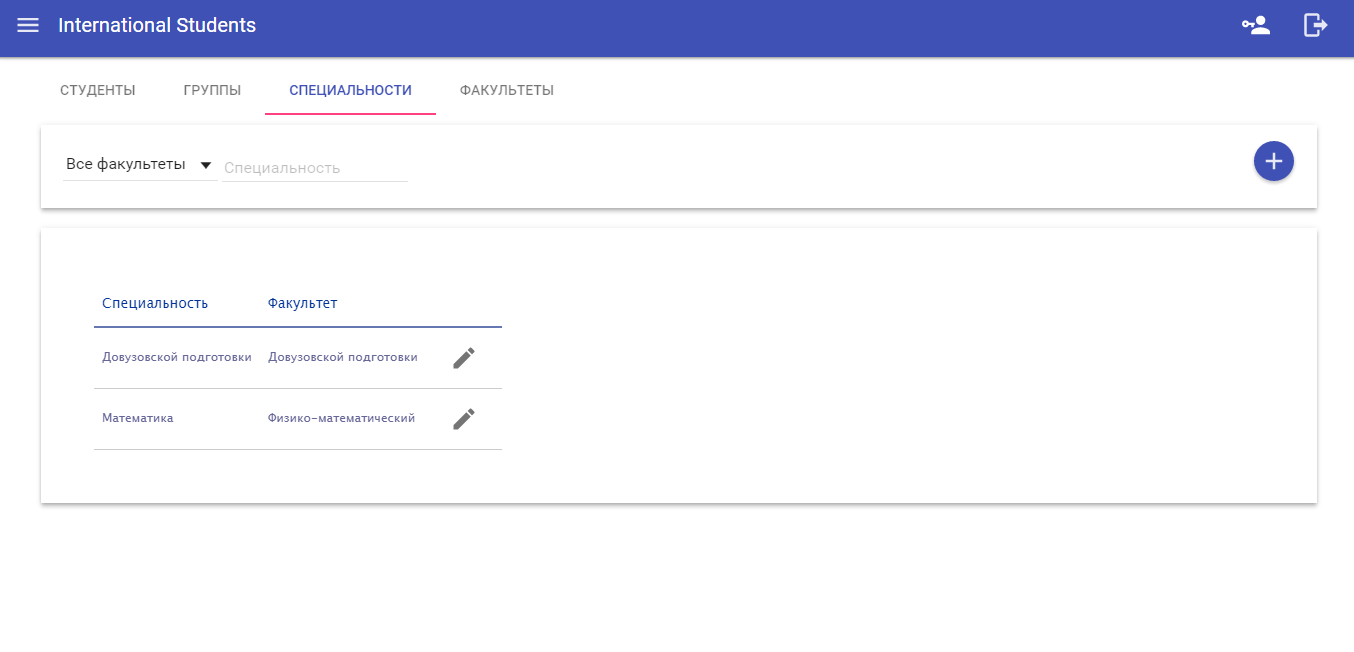 International Students
СТУДЕНТЫ ГРУППЫ СПЕЦИАЛЬНОСТИ ФАКУЛЬТЕТЫ
Все факультеты Специальность
Специальность Факультет
Довузовской подготовки Довузовской подготовки
Математика Физико-математический